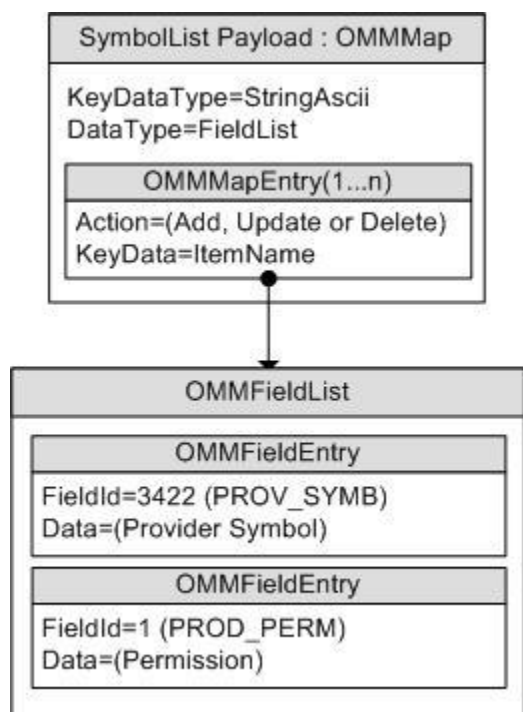 SymbolList Payload : OMMMap
KeyDataType=StringAscii
DataType=FieldList
OMMMapEntry(1...n)
Action=(Add, Update or Delete)
KeyData=ItemName
OMMFieldList
OMMFieldEntry
FieldId=3422 (PROV_SYMB)
Data=(Provider Symbol)
OMMFieldEntry
FieldId=1 (PROD_PERM)
Data=(Permission)